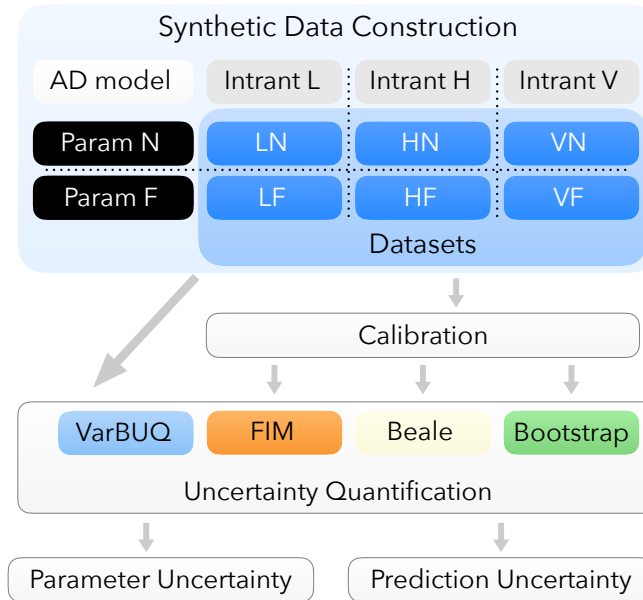 Synthetic Data Construction
AD model Intrant L Intrant H Intrant V
Param N LN HN VN
Param F LF HF VF
Datasets
Calibration
VarBUQ FIM Beale Bootstrap
Uncertainty Quantification
Parameter Uncertainty Prediction Uncertainty